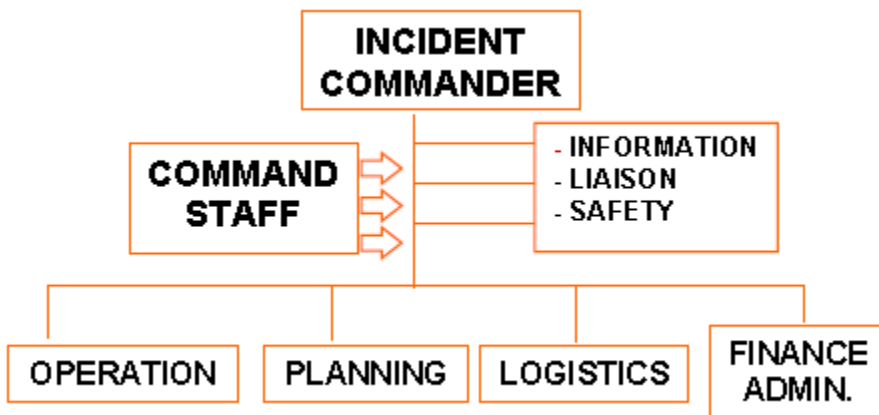 INCIDENT
COMMANDER
COMMAND
STAFF
- INFORMATION
- LIAISON
- SAFETY
OPERATION
PLANNING
LOGISTICS
FINANCE
ADMIN.